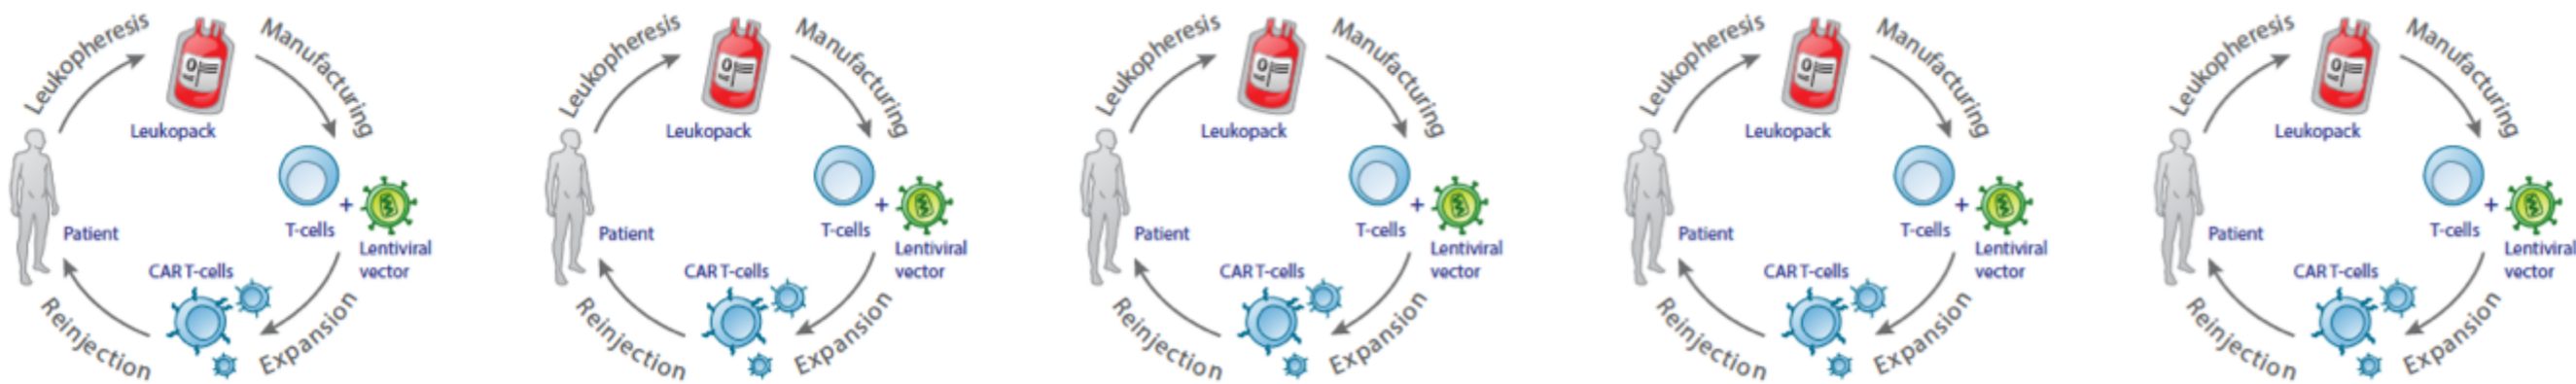 Leukopheresis
Manufacturing
Leukopack
T-cells
+
Lentiviral
vector
Patient
CAR T-cells
Expansion
Reinjection
Leukopheresis
Manufacturing
Leukopack
T-cells
+
Lentiviral
vector
Patient
CAR T-cells
Expansion
Reinjection
Leukopheresis
Manufacturing
Leukopack
T-cells
+
Lentiviral
vector
Patient
CAR T-cells
Expansion
Reinjection
Leukopheresis
Manufacturing
Leukopack
T-cells
+
Lentiviral
vector
Patient
CAR T-cells
Expansion
Reinjection
Leukopheresis
Manufacturing
Leukopack
T-cells
+
Lentiviral
vector
Patient
CAR T-cells
Expansion
Reinjection